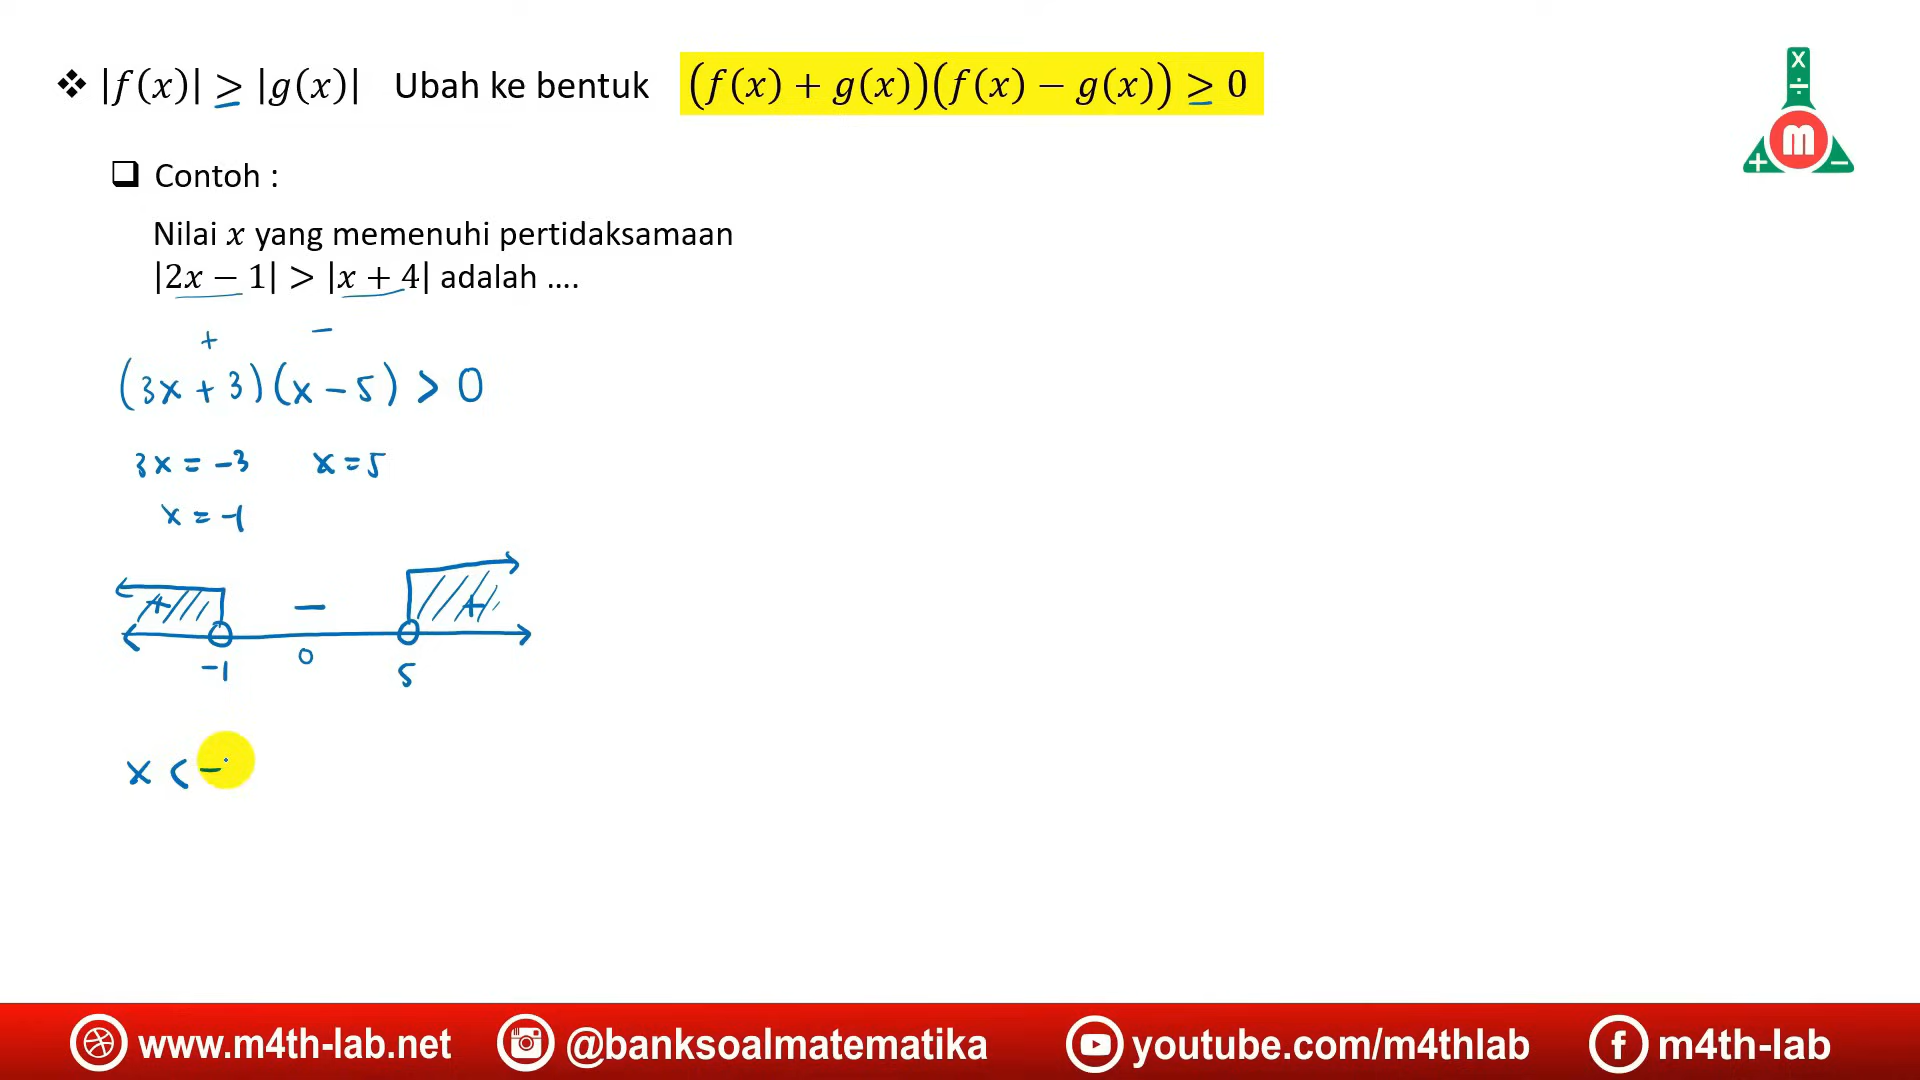 ❖ |f(x)| ≥ |g(x)| Ubah ke bentuk (f(x) + g(x))(f(x) − g(x)) ≥ 0
❑ Contoh :
Nilai x yang memenuhi pertidaksamaan
|2x − 1| > |x + 4| adalah ....
+ −
(3x + 3)(x − 5) > 0
3x = -3 x = 5
x = -1
+ − +
-1 0 5
x < -
X
÷
m
+ −
www.m4th-lab.net @banksoalmatematika youtube.com/m4thlab m4th-lab